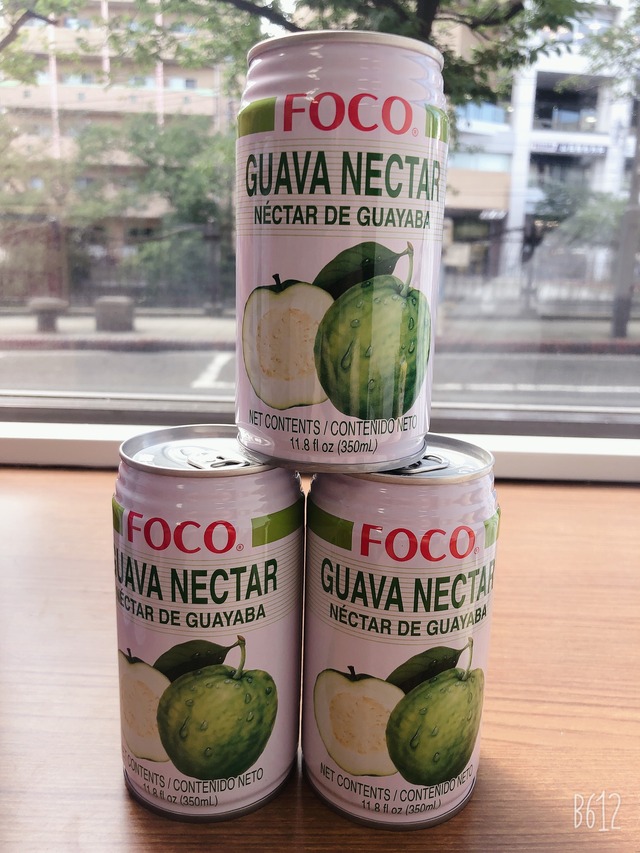 FOCO®
GUAVA NECTAR
NÉCTAR DE GUAYABA
NET CONTENTS / CONTENIDO NETO
11.8 fl oz (350mL)
FOCO®
GUAVA NECTAR
NÉCTAR DE GUAYABA
NET CONTENTS / CONTENIDO NETO
11.8 fl oz (350mL)
FOCO®
GUAVA NECTAR
NÉCTAR DE GUAYABA
NET CONTENTS / CONTENIDO NETO
11.8 fl oz (350mL)
B612